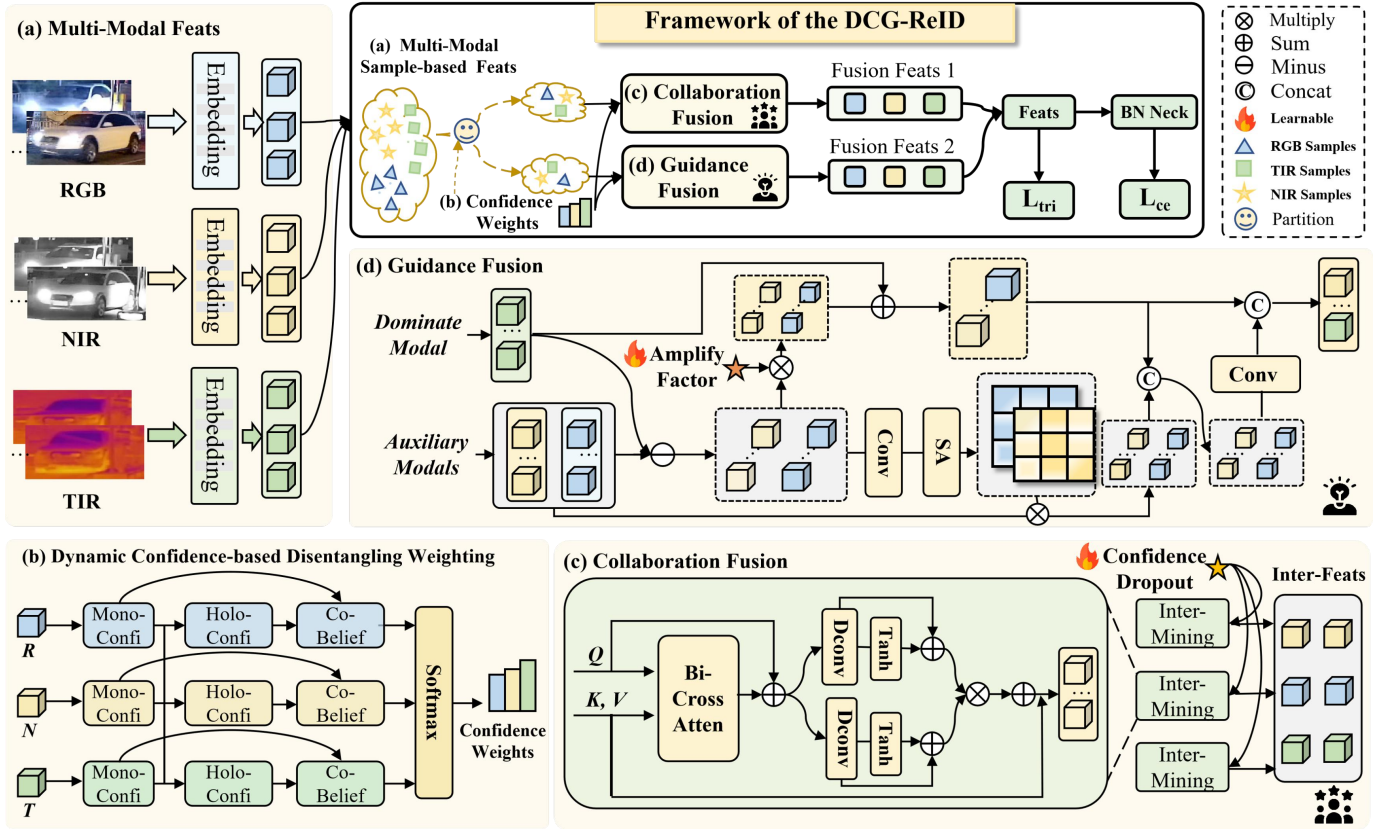 (a) Multi-Modal Feats
RGB
Embedding
NIR
Embedding
TIR
Embedding
Framework of the DCG-ReID
(a) Multi-Modal
Sample-based Feats
(b) Confidence
Weights
(c) Collaboration
Fusion
(d) Guidance
Fusion
Fusion Feats 1
Fusion Feats 2
Feats
BN Neck
L_tri
L_ce
Multiply
Sum
Minus
C Concat
Learnable
RGB Samples
TIR Samples
NIR Samples
Partition
(d) Guidance Fusion
Dominate
Modal
Auxiliary
Modals
Amplify
Factor
Conv
SA
C
C
Conv
(b) Dynamic Confidence-based Disentangling Weighting
R
Mono-
Confi
Holo-
Confi
Co-
Belief
N
Mono-
Confi
Holo-
Confi
Co-
Belief
T
Mono-
Confi
Holo-
Confi
Co-
Belief
Softmax
Confidence
Weights
(c) Collaboration Fusion
Q
K, V
Bi-
Cross
Atten
Dconv
Tanh
Dconv
Tanh
Confidence
Dropout
Inter-
Mining
Inter-
Mining
Inter-
Mining
Inter-Feats